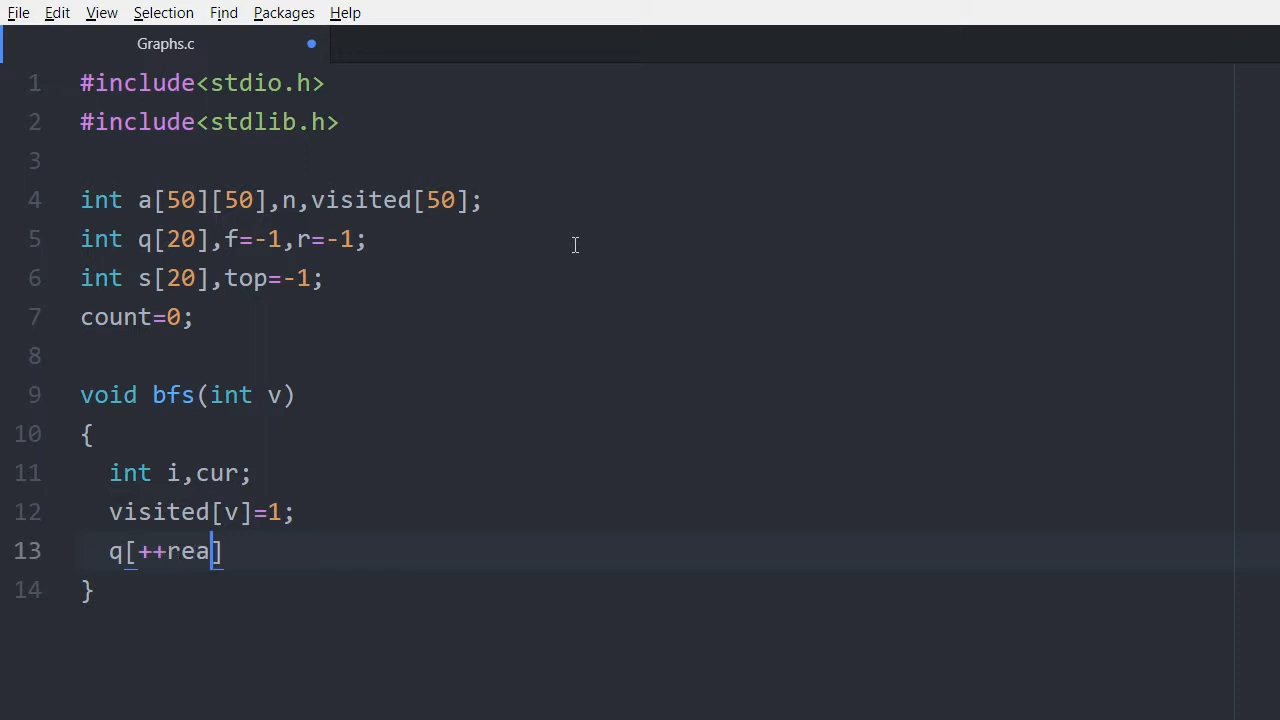 File Edit View Selection Find Packages Help
Graphs.c
1 #include<stdio.h>
2 #include<stdlib.h>
3
4 int a[50][50],n,visited[50];
5 int q[20],f=-1,r=-1;
6 int s[20],top=-1;
7 count=0;
8
9 void bfs(int v)
10 {
11 int i,cur;
12 visited[v]=1;
13 q[++rea]
14 }